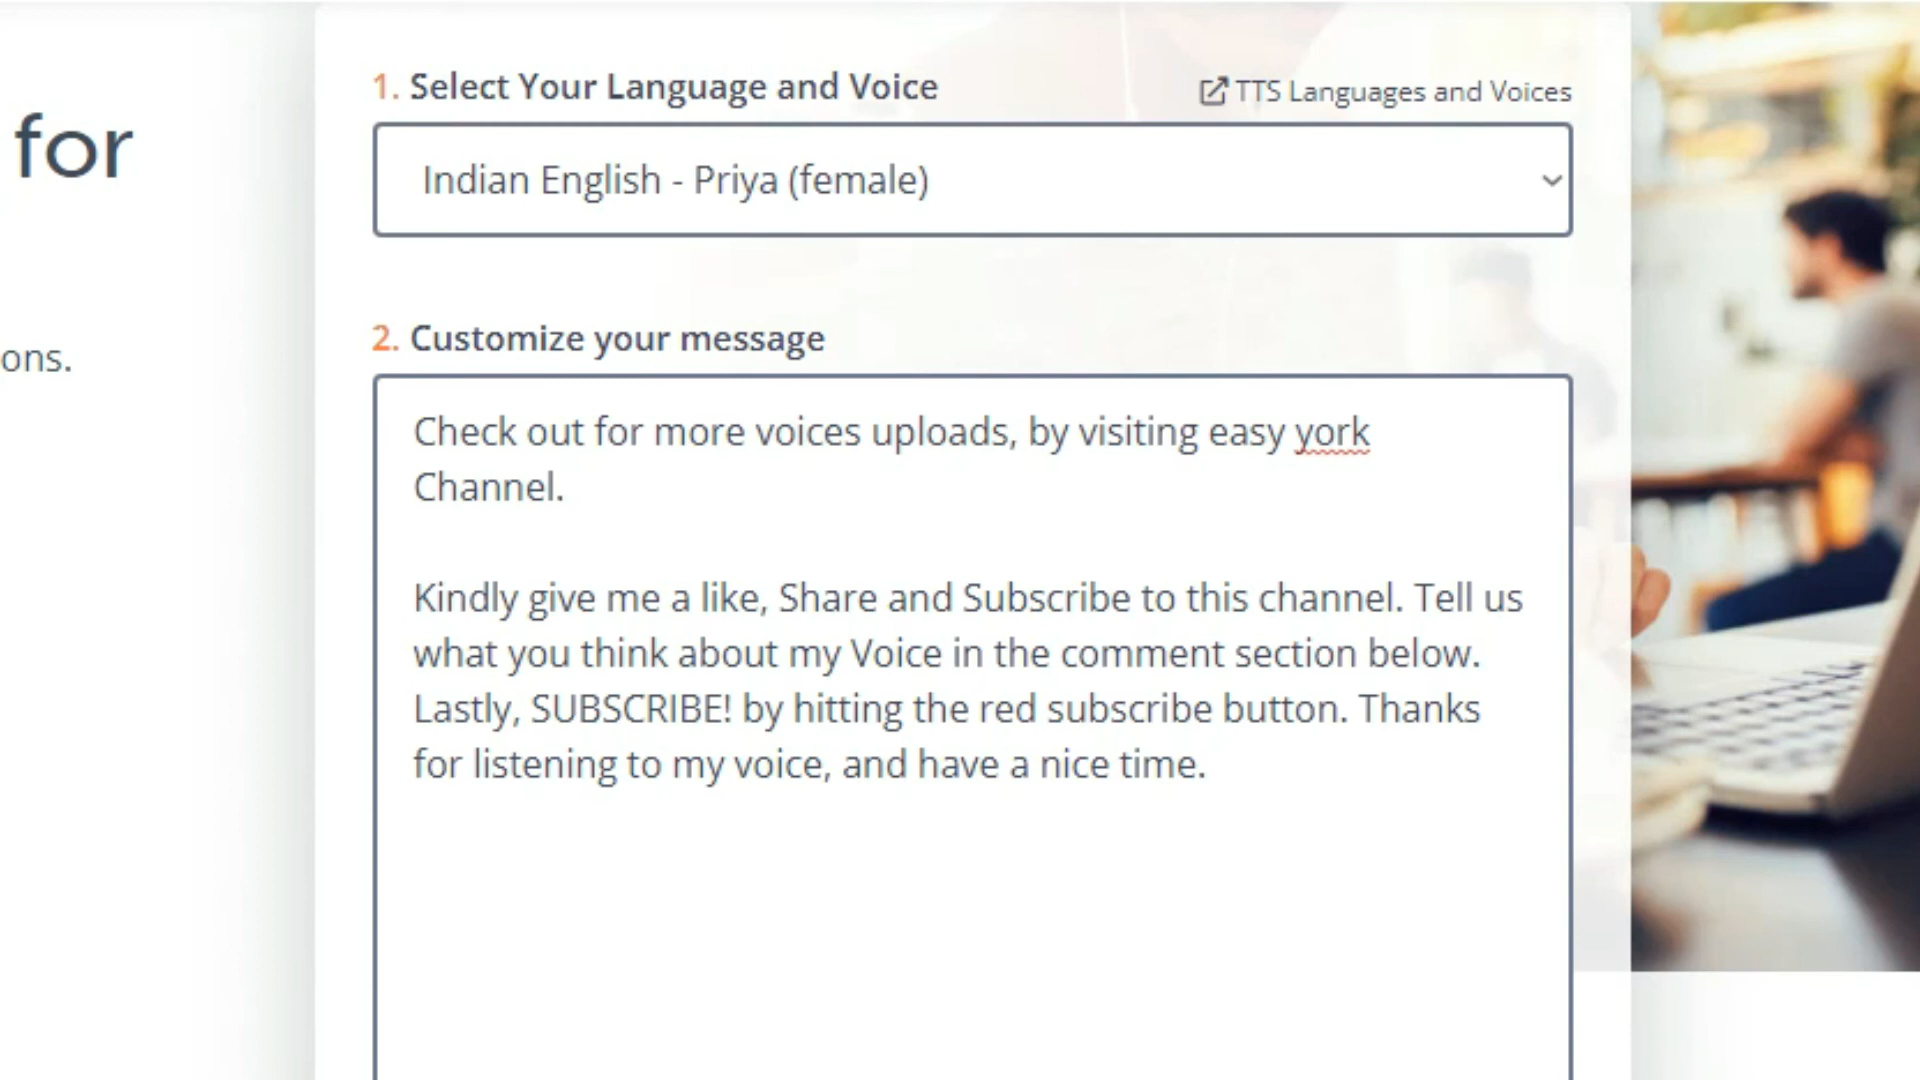 for
ons.
1. Select Your Language and Voice
TTS Languages and Voices
Indian English - Priya (female)
2. Customize your message
Check out for more voices uploads, by visiting easy york
Channel.
Kindly give me a like, Share and Subscribe to this channel. Tell us
what you think about my Voice in the comment section below.
Lastly, SUBSCRIBE! by hitting the red subscribe button. Thanks
for listening to my voice, and have a nice time.